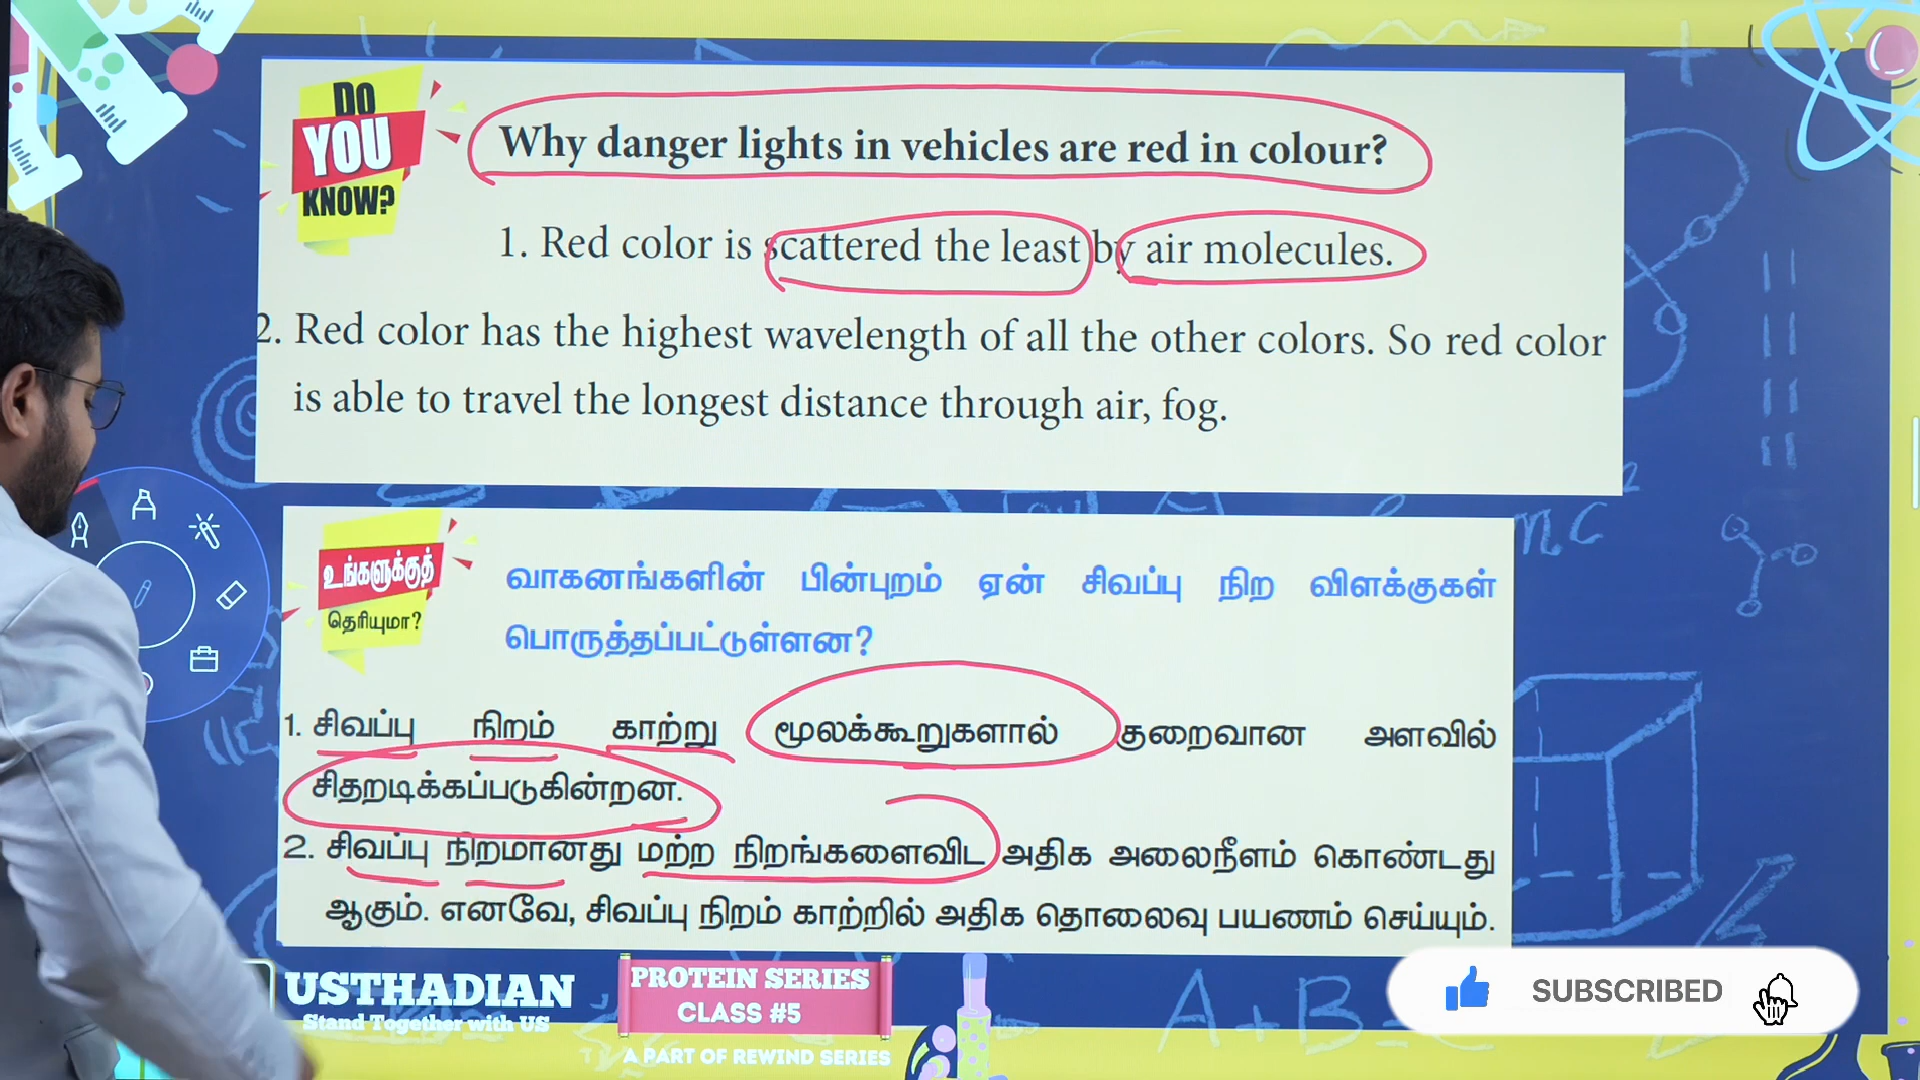 DO
YOU
KNOW?
Why danger lights in vehicles are red in colour?
1. Red color is scattered the least by air molecules.
2. Red color has the highest wavelength of all the other colors. So red color
is able to travel the longest distance through air, fog.
உங்களுக்குத்
தெரியுமா?
வாகனங்களின் பின்புறம் ஏன் சிவப்பு நிற விளக்குகள்
பொருத்தப்பட்டுள்ளன?
1. சிவப்பு நிறம் காற்று மூலக்கூறுகளால் குறைவான அளவில்
சிதறடிக்கப்படுகின்றன.
2. சிவப்பு நிறமானது மற்ற நிறங்களைவிட அதிக அலைநீளம் கொண்டது
ஆகும். எனவே, சிவப்பு நிறம் காற்றில் அதிக தொலைவு பயணம் செய்யும்.
USTHADIAN
Stand Together with US
PROTEIN SERIES
CLASS #5
A PART OF REWIND SERIES
SUBSCRIBED
A+B=
mc²